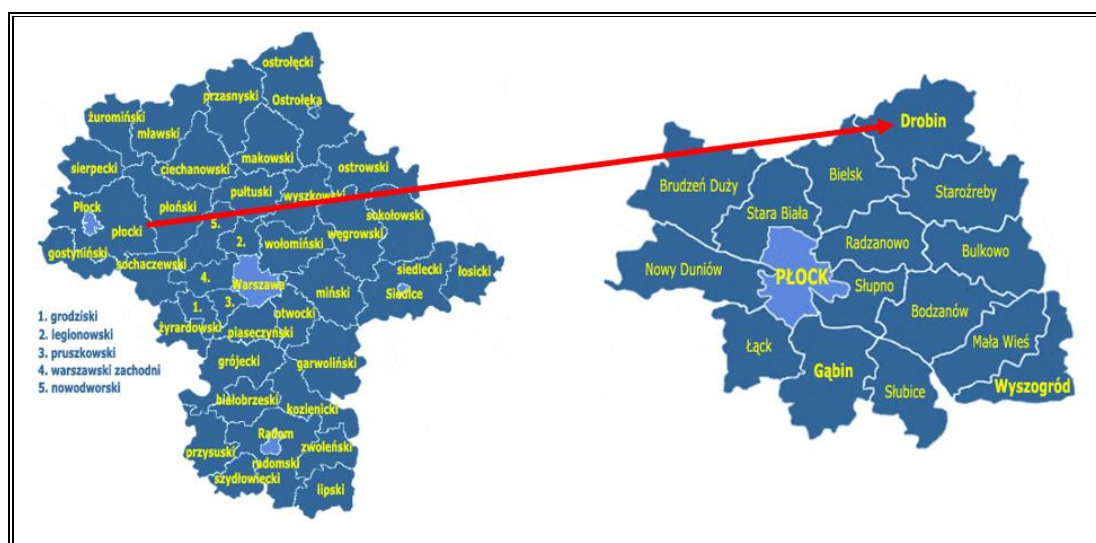 ostrołęcki
przasnyski
Ostrołęka
żuromiński
mławski
makowski
ostrowski
sierpecki
ciechanowski
pułtuski
wyszkowski
Płock
płoński
sokołowski
5.
węgrowski
płocki
2.
wołomiński
gostyniński
sochaczewski
siedlecki
łosicki
4.
Warszawa
Siedlce
miński
1.
3.
otwocki
żyrardowski
piaseczyński
1. grodziski
2. legionowski
3. pruszkowski
4. warszawski zachodni
5. nowodworski
grójecki
garwoliński
białobrzeski
kozienicki
Radom
zwoleński
przysuski
radomski
szydłowiecki
lipski
Drobin
Bielsk
Brudzeń Duży
Staroźreby
Stara Biała
Radzanowo
Bulkowo
Nowy Duniów
PŁOCK
Słupno
Bodzanów
Łąck
Mała Wieś
Gąbin
Słubice
Wyszogród